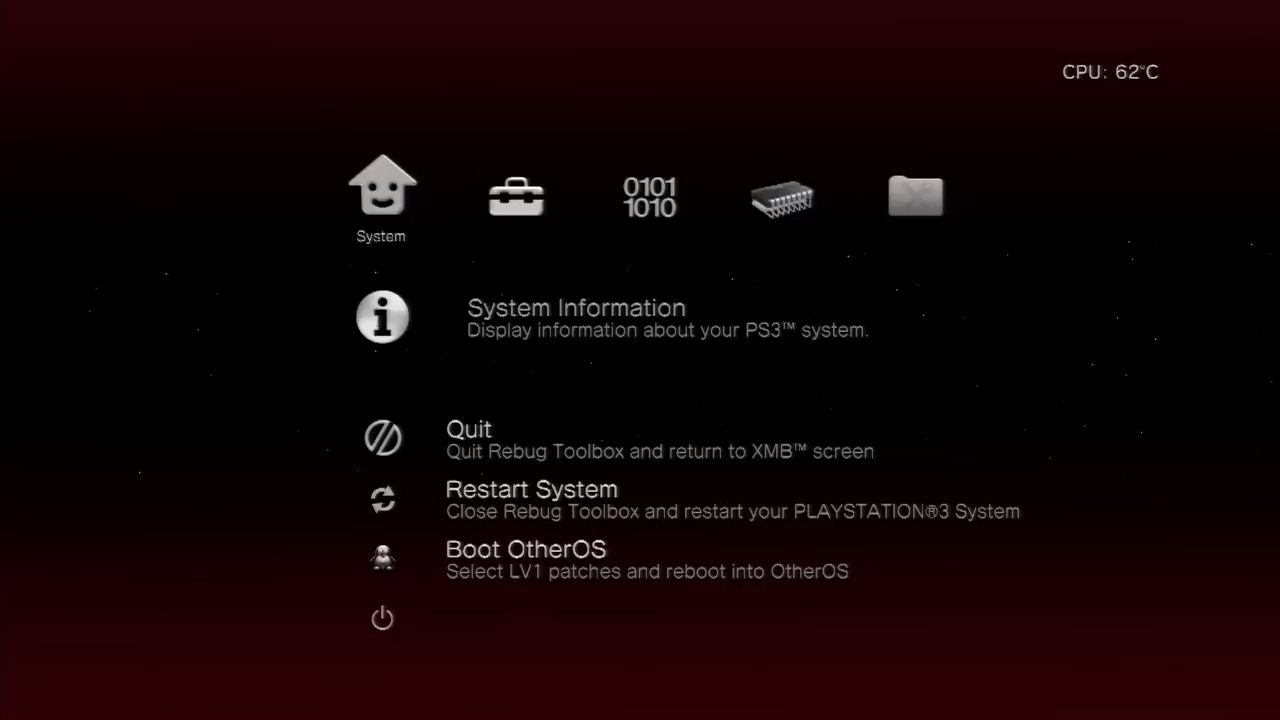 CPU: 62°C
0101
1010
System
System Information
Display information about your PS3™ system.
Quit
Quit Rebug Toolbox and return to XMB™ screen
Restart System
Close Rebug Toolbox and restart your PLAYSTATION®3 System
Boot OtherOS
Select LV1 patches and reboot into OtherOS